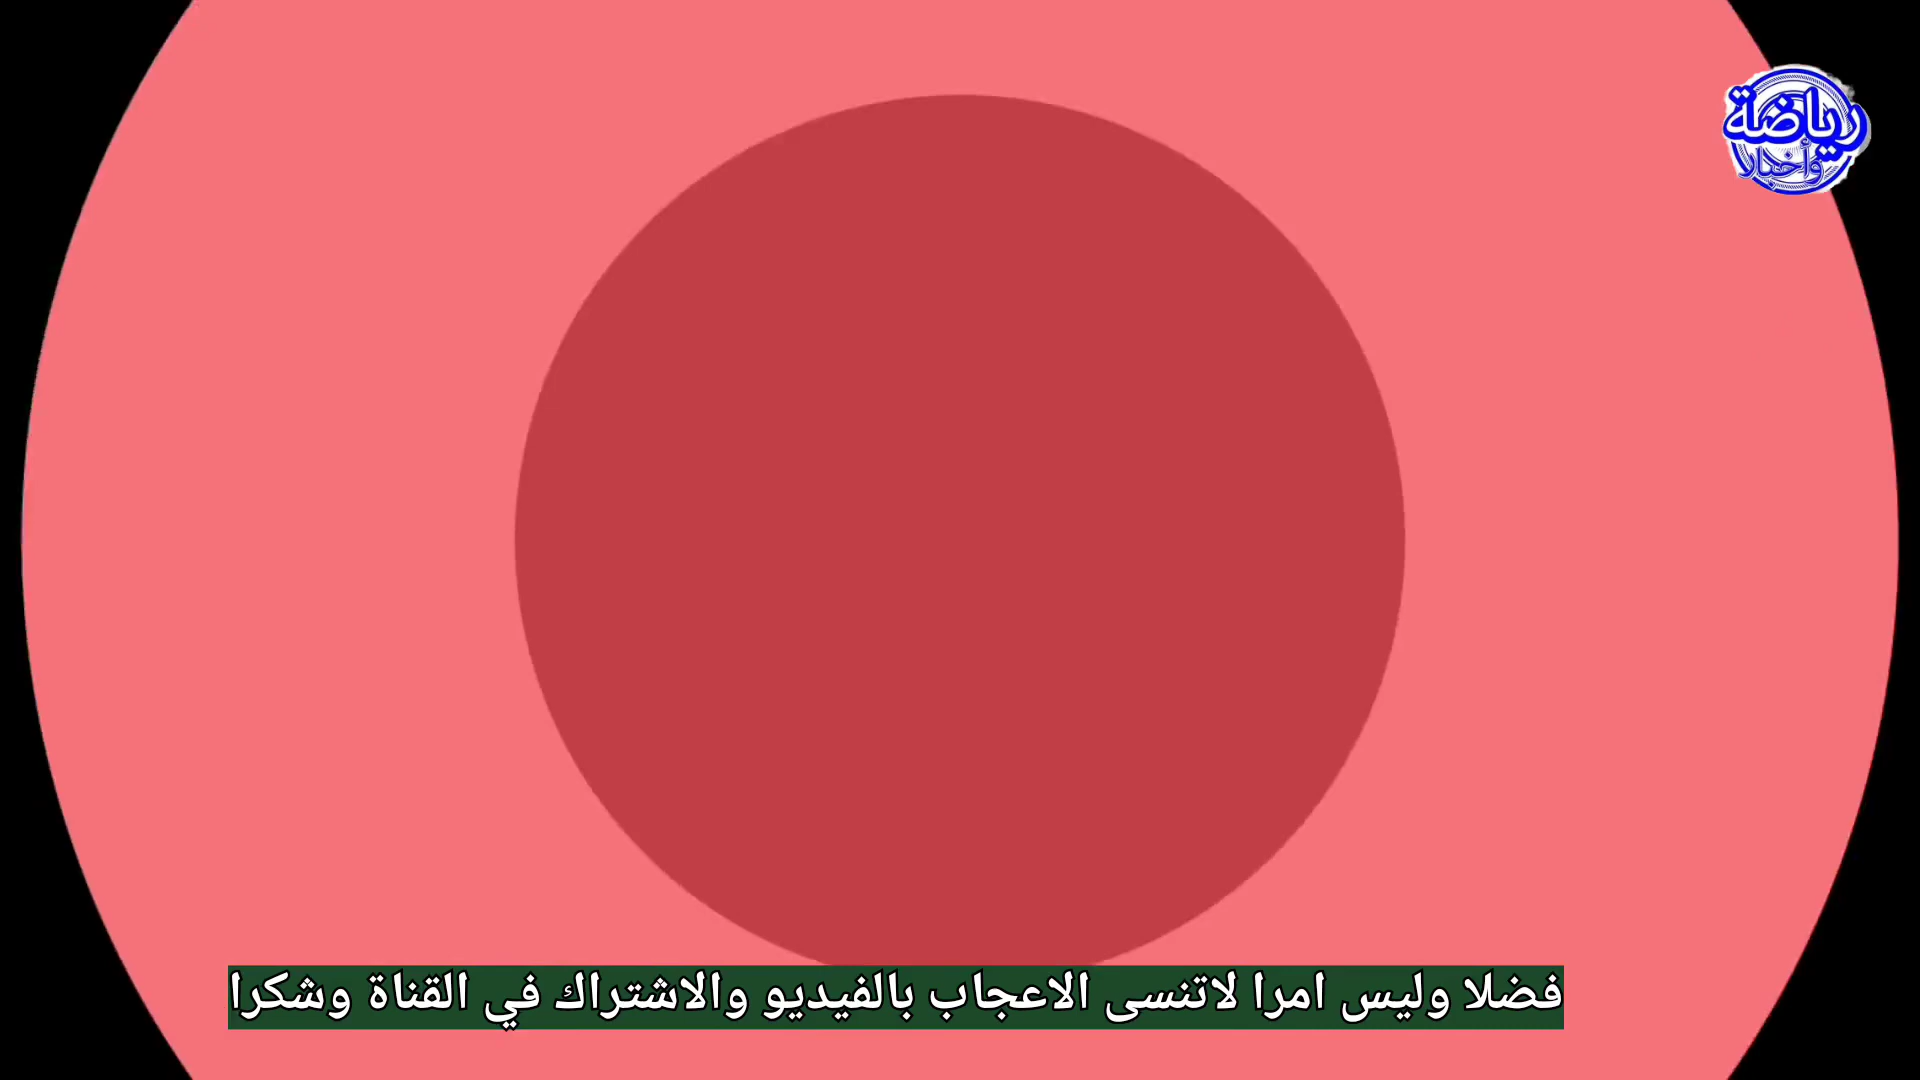 رياضة
وأخبار
فضلا وليس امرا لاتنسى الاعجاب بالفيديو والاشتراك في القناة وشكرا